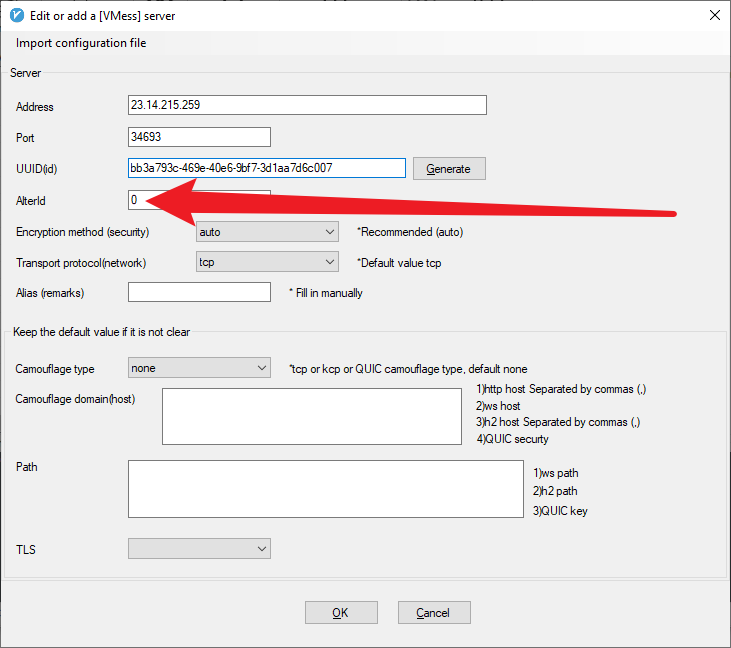 Edit or add a [VMess] server
Import configuration file
Server
Address 23.14.215.259
Port 34693
UUID(id) bb3a793c-469e-40e6-9bf7-3d1aa7d6c007 Generate
AlterId 0
Encryption method (security) auto *Recommended (auto)
Transport protocol(network) tcp *Default value tcp
Alias (remarks) * Fill in manually
Keep the default value if it is not clear
Camouflage type none *tcp or kcp or QUIC camouflage type, default none
Camouflage domain(host) 1)http host Separated by commas (,)
2)ws host
3)h2 host Separated by commas (,)
4)QUIC securty
Path 1)ws path
2)h2 path
3)QUIC key
TLS
OK Cancel